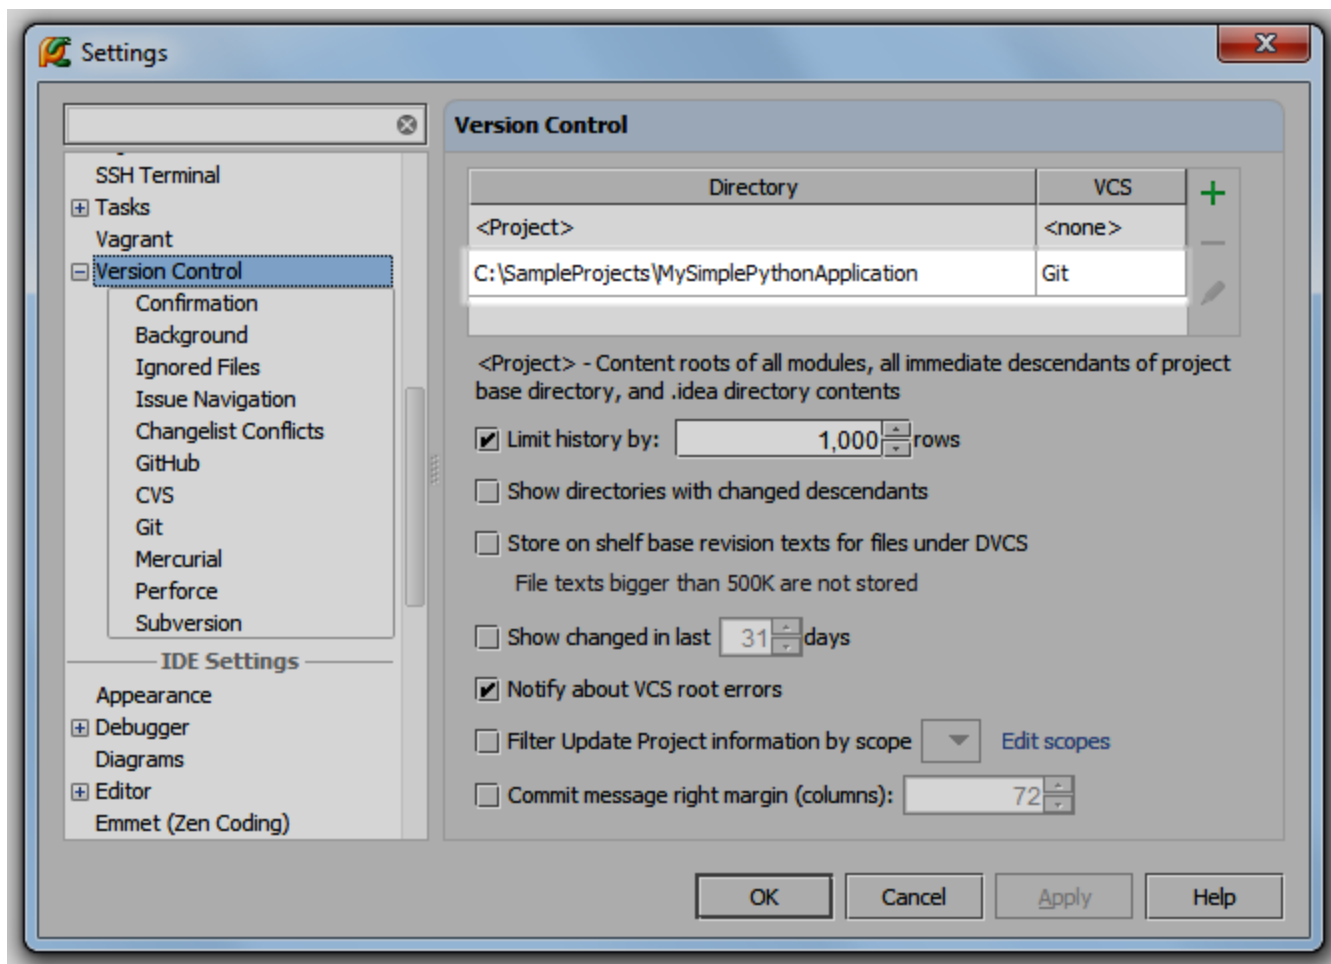 Settings
X
Version Control
SSH Terminal
Tasks
Vagrant
Version Control
Confirmation
Background
Ignored Files
Issue Navigation
Changelist Conflicts
GitHub
CVS
Git
Mercurial
Perforce
Subversion
IDE Settings
Appearance
Debugger
Diagrams
Editor
Emmet (Zen Coding)
Directory VCS
<Project> <none>
C:\SampleProjects\MySimplePythonApplication Git
<Project> - Content roots of all modules, all immediate descendants of project
base directory, and .idea directory contents
Limit history by: 1,000 rows
Show directories with changed descendants
Store on shelf base revision texts for files under DVCS
File texts bigger than 500K are not stored
Show changed in last 31 days
Notify about VCS root errors
Filter Update Project information by scope Edit scopes
Commit message right margin (columns): 72
OK Cancel Apply Help